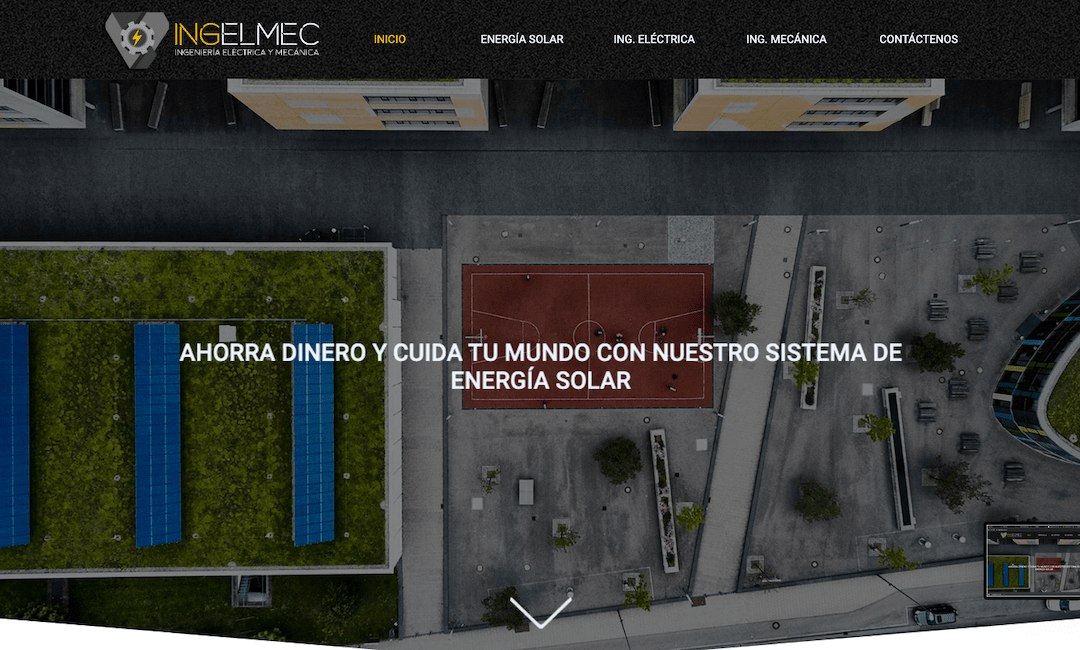 INGELMEC
INGENIERÍA ELÉCTRICA Y MECÁNICA
INICIO
ENERGÍA SOLAR
ING. ELÉCTRICA
ING. MECÁNICA
CONTÁCTENOS
AHORRA DINERO Y CUIDA TU MUNDO CON NUESTRO SISTEMA DE
ENERGÍA SOLAR